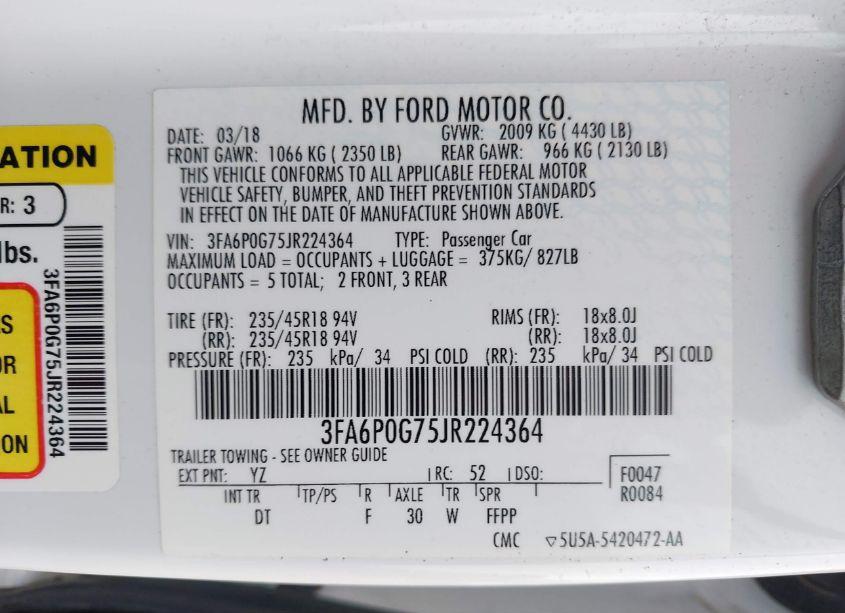 MFD. BY FORD MOTOR CO.
DATE: 03/18 GVWR: 2009 KG ( 4430 LB)
FRONT GAWR: 1066 KG ( 2350 LB) REAR GAWR: 966 KG ( 2130 LB)
THIS VEHICLE CONFORMS TO ALL APPLICABLE FEDERAL MOTOR
VEHICLE SAFETY, BUMPER, AND THEFT PREVENTION STANDARDS
IN EFFECT ON THE DATE OF MANUFACTURE SHOWN ABOVE.
VIN: 3FA6P0G75JR224364 TYPE: Passenger Car
MAXIMUM LOAD = OCCUPANTS + LUGGAGE = 375KG/ 827LB
OCCUPANTS = 5 TOTAL; 2 FRONT, 3 REAR
TIRE (FR): 235/45R18 94V RIMS (FR): 18x8.0J
(RR): 235/45R18 94V (RR): 18x8.0J
PRESSURE (FR): 235 kPa/ 34 PSI COLD (RR): 235 kPa/ 34 PSI COLD
3FA6P0G75JR224364
TRAILER TOWING - SEE OWNER GUIDE
EXT PNT: YZ RC: 52 DSO: F0047
INT TR TP/PS R AXLE TR SPR R0084
DT F 30 W FFPP
CMC ▽5U5A-5420472-AA
ATION
R: 3
lbs.
3FA6P0G75JR224364
S
OR
AL
ON